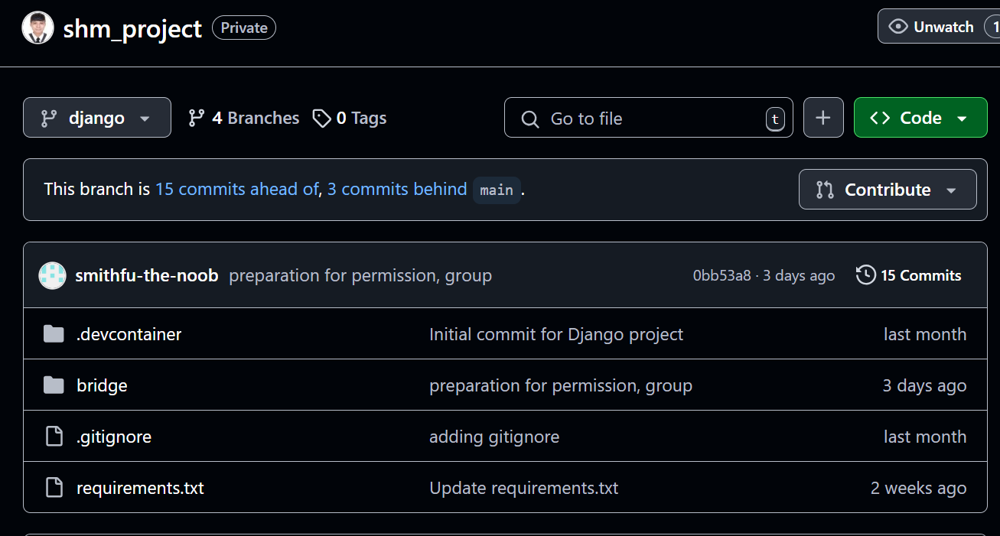 shm_project Private Unwatch 1
django 4 Branches 0 Tags Go to file t Code
This branch is 15 commits ahead of, 3 commits behind main.
Contribute
smithfu-the-noob preparation for permission, group 0bb53a8 · 3 days ago 15 Commits
.devcontainer Initial commit for Django project last month
bridge preparation for permission, group 3 days ago
.gitignore adding gitignore last month
requirements.txt Update requirements.txt 2 weeks ago